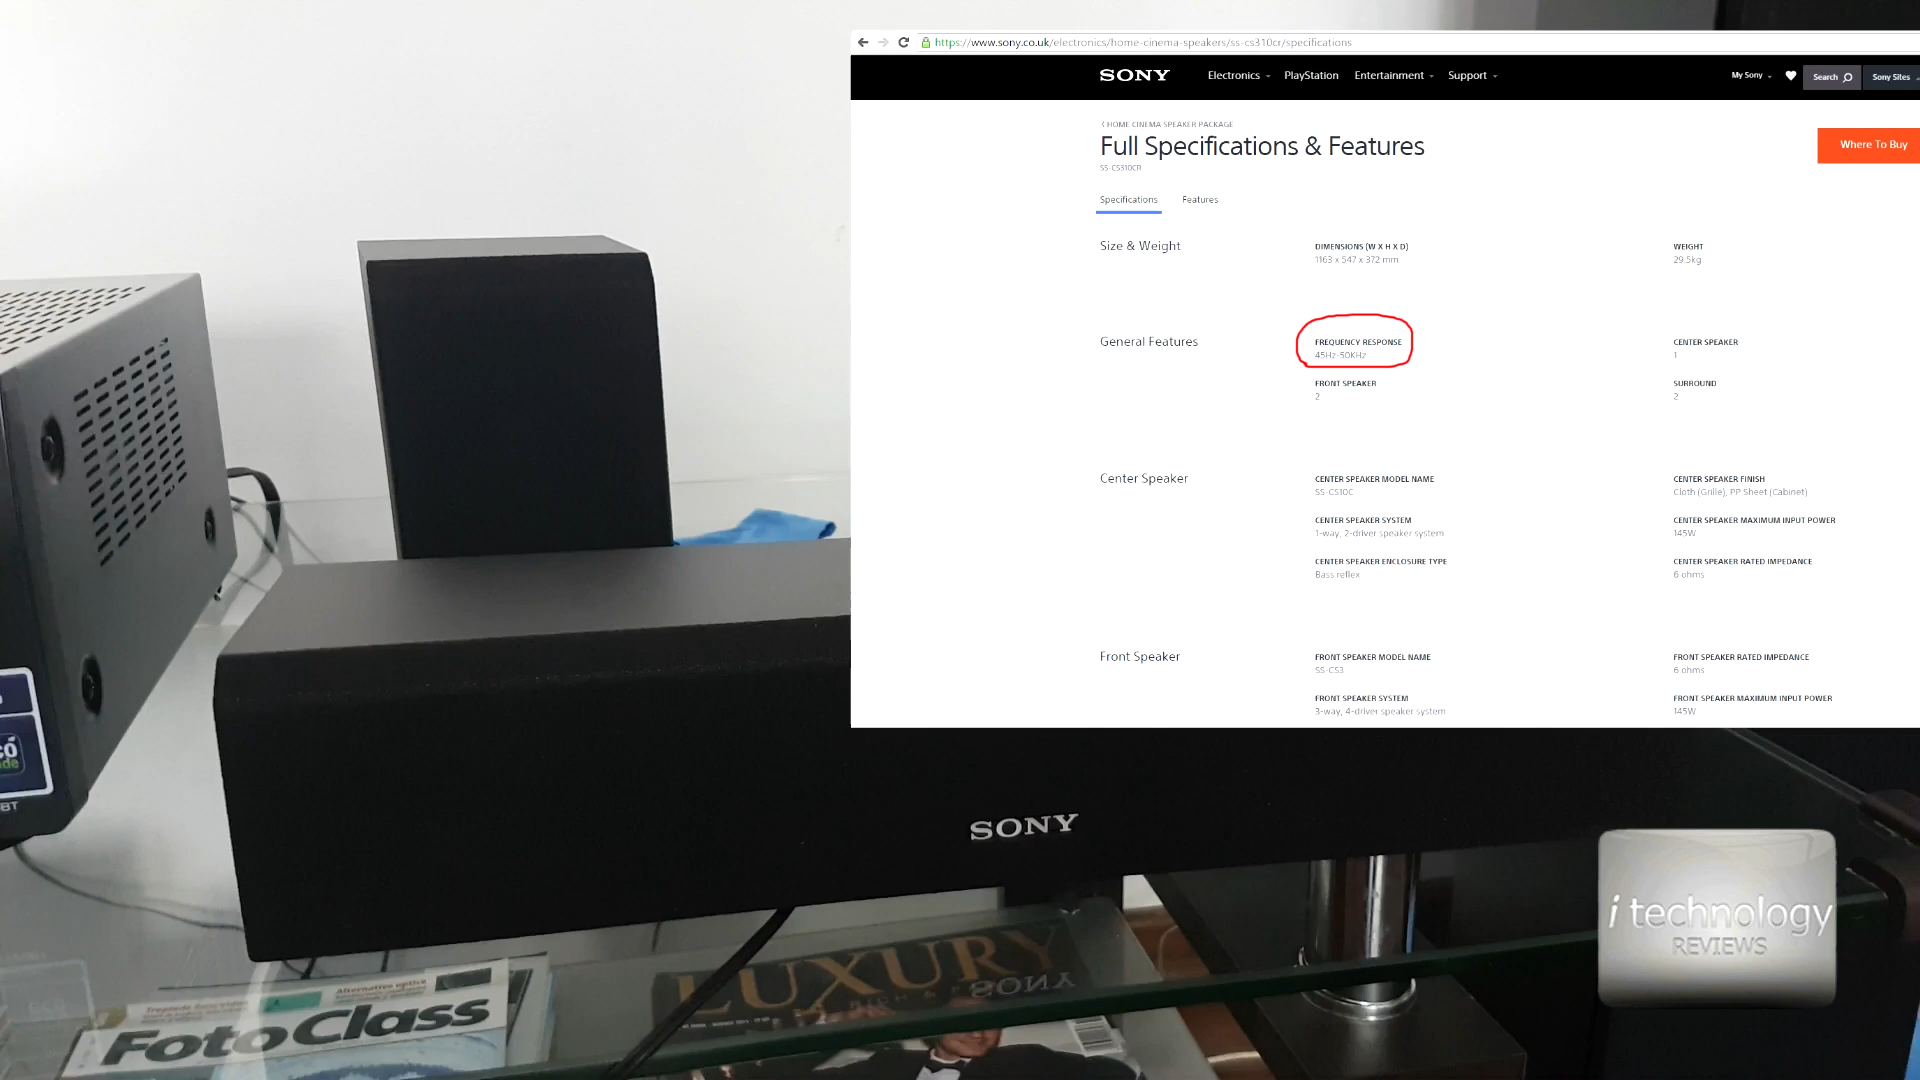 https://www.sony.co.uk/electronics/home-cinema-speakers/ss-cs310cr/specifications
SONY
Electronics
PlayStation
Entertainment
Support
My Sony
Search
Sony Sites
HOME CINEMA SPEAKER PACKAGE
Full Specifications & Features
SS-CS310CR
Where To Buy
Specifications
Features
Size & Weight
DIMENSIONS (W X H X D)
1163 x 547 x 372 mm
WEIGHT
29.5kg
General Features
FREQUENCY RESPONSE
45Hz-50KHz
CENTER SPEAKER
1
FRONT SPEAKER
2
SURROUND
2
Center Speaker
CENTER SPEAKER MODEL NAME
SS-CS10C
CENTER SPEAKER FINISH
Cloth (Grille), PP Sheet (Cabinet)
CENTER SPEAKER SYSTEM
1-way, 2-driver speaker system
CENTER SPEAKER MAXIMUM INPUT POWER
145W
CENTER SPEAKER ENCLOSURE TYPE
Bass reflex
CENTER SPEAKER RATED IMPEDANCE
6 ohms
Front Speaker
FRONT SPEAKER MODEL NAME
SS-CS3
FRONT SPEAKER RATED IMPEDANCE
6 ohms
FRONT SPEAKER SYSTEM
3-way, 4-driver speaker system
FRONT SPEAKER MAXIMUM INPUT POWER
145W
BT
SONY
i technology
REVIEWS
LUXURY
SONY
Alternativo optice
FotoClass